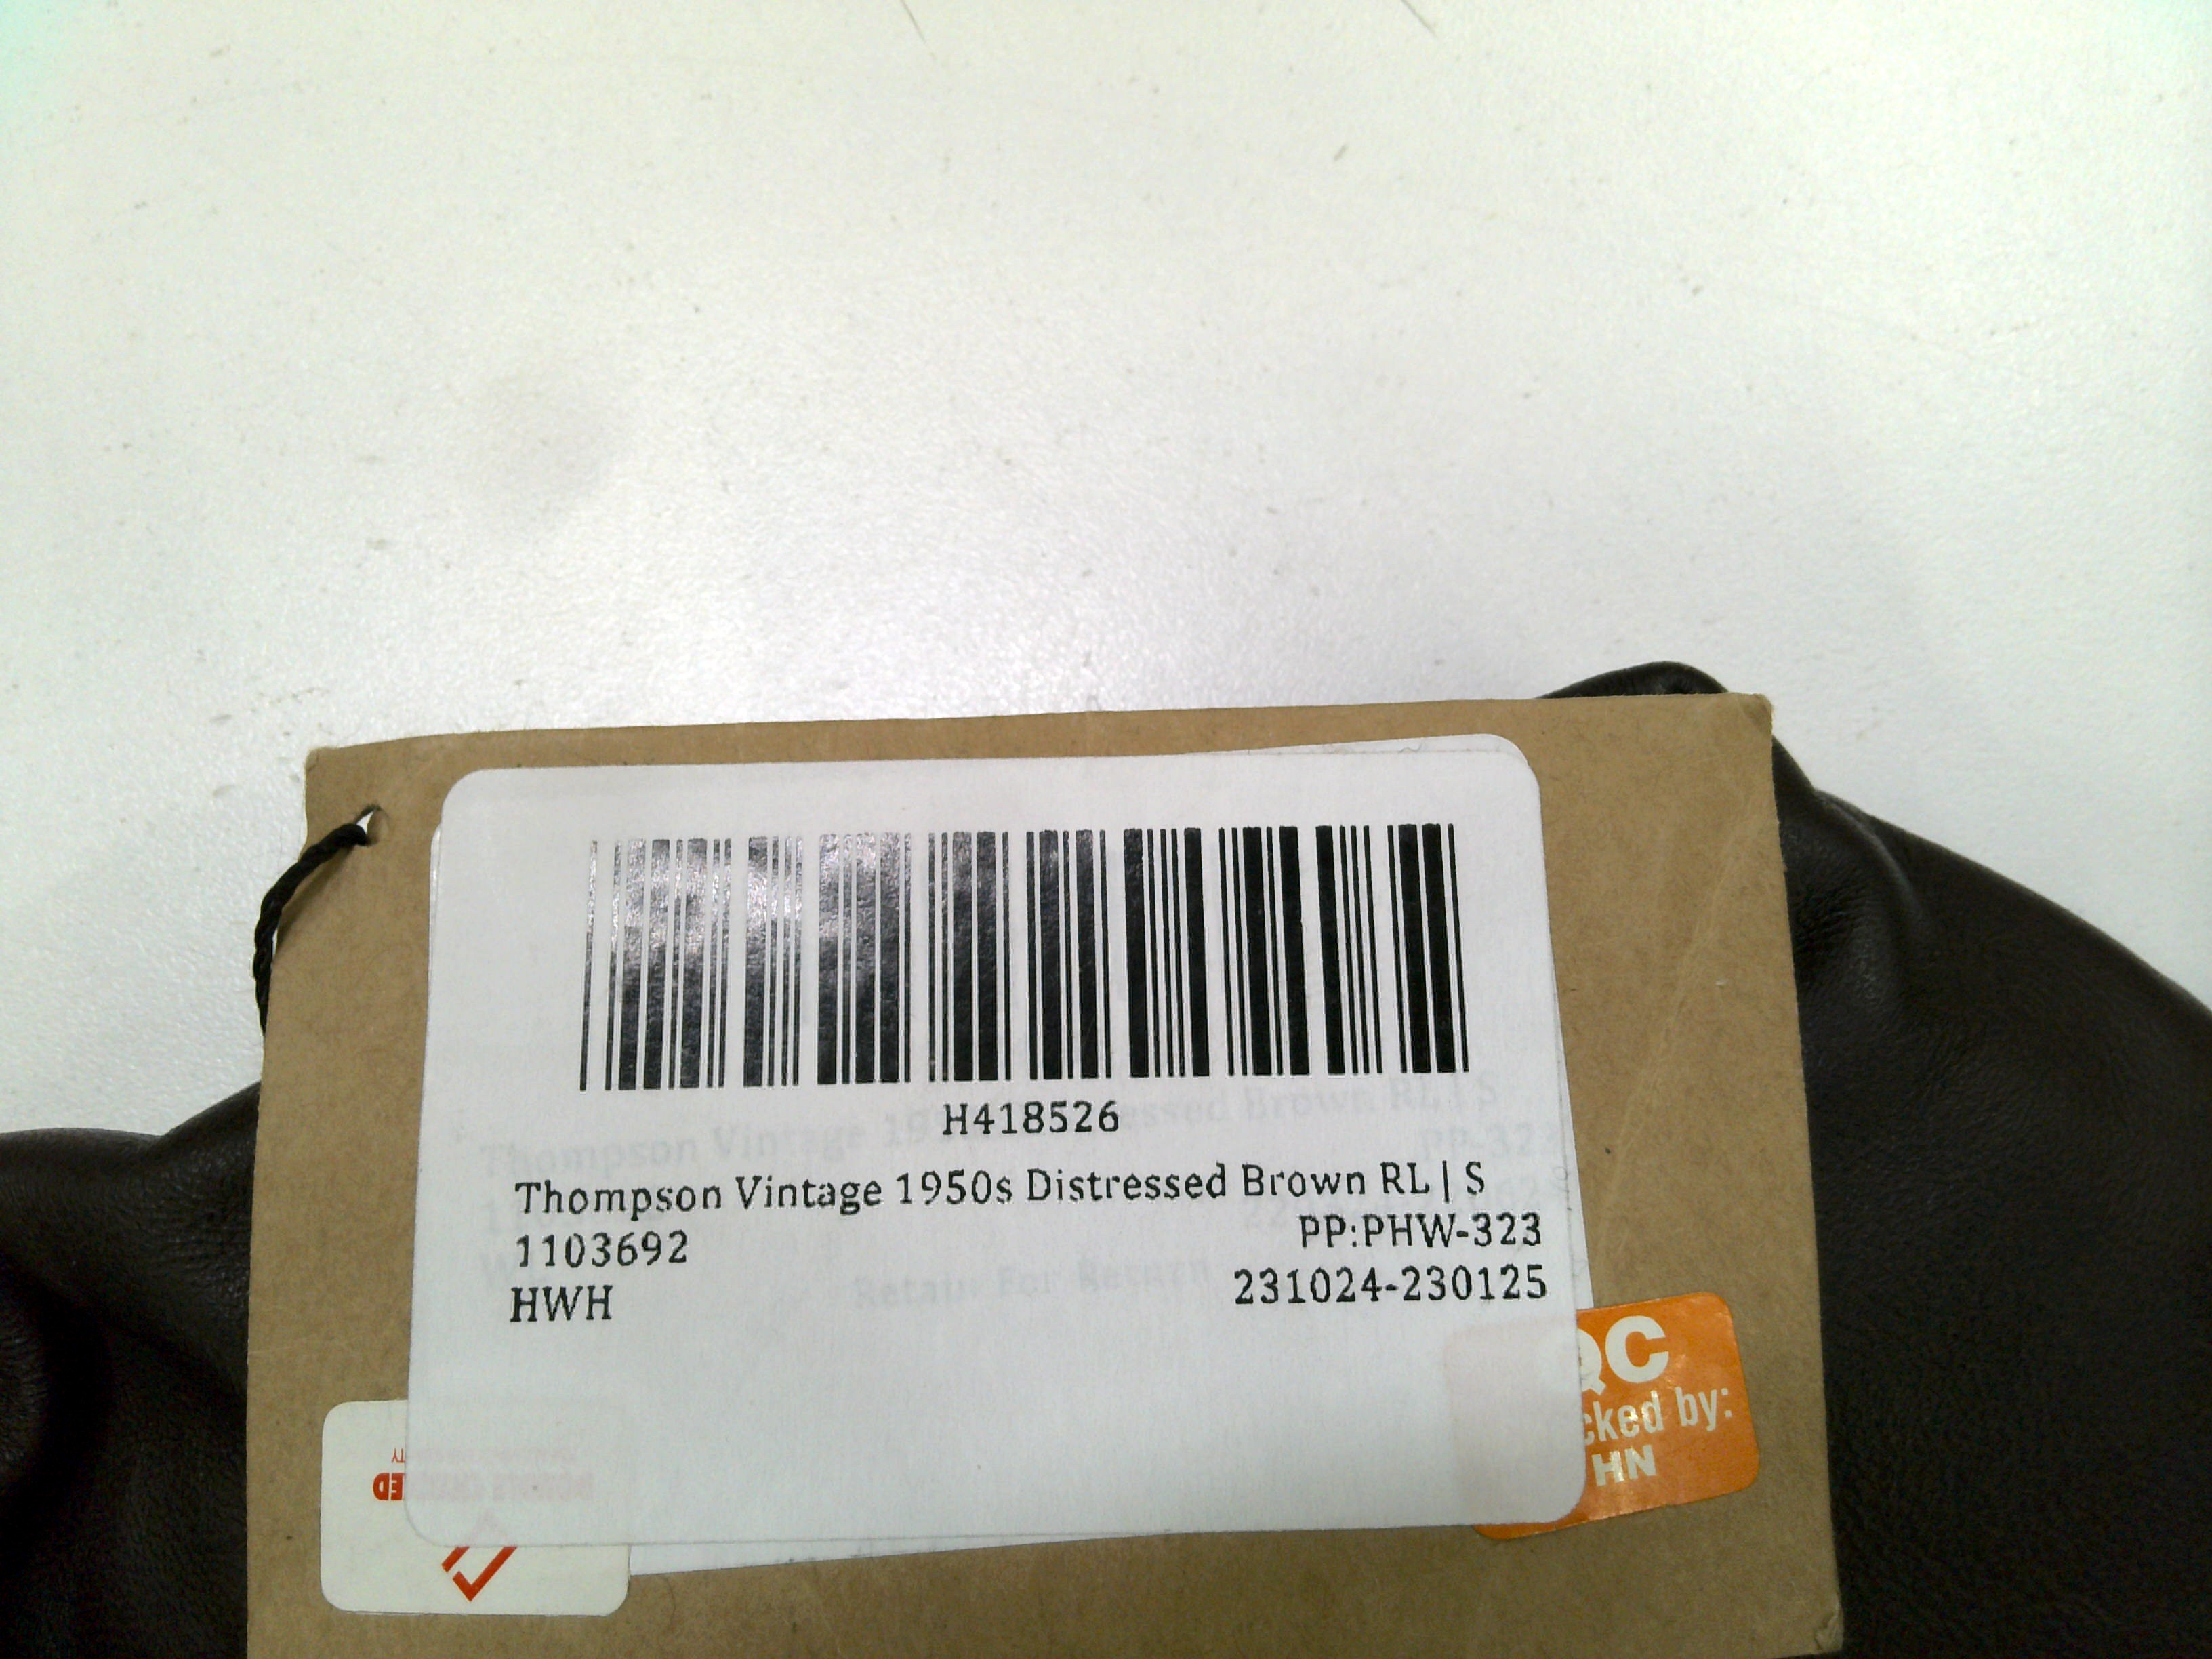 H418526
Thompson Vintage 1950s Distressed Brown RL | S
1103692 PP:PHW-323
HWH 231024-230125
QC
cked by:
HN